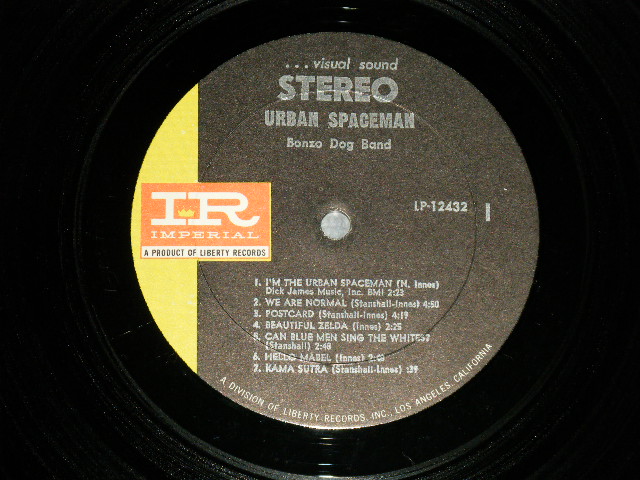 ...visual sound
STEREO
URBAN SPACEMAN
Bonzo Dog Band
IR
IMPERIAL
A PRODUCT OF LIBERTY RECORDS
LP-12432 1
1. I'M THE URBAN SPACEMAN (N. Innes)
Dick James Music, Inc. BMI 2:23
2. WE ARE NORMAL (Stanshall-Innes) 4:50
3. POSTCARD (Stanshall-Innes) 4:19
4. BEAUTIFUL ZELDA (Innes) 2:25
5. CAN BLUE MEN SING THE WHITES?
(Stanshall) 2:48
6. HELLO MABEL (Innes)
7. KAMA SUTRA (Stanshall-Innes) :39
A DIVISION OF LIBERTY RECORDS, INC., LOS ANGELES, CALIFORNIA